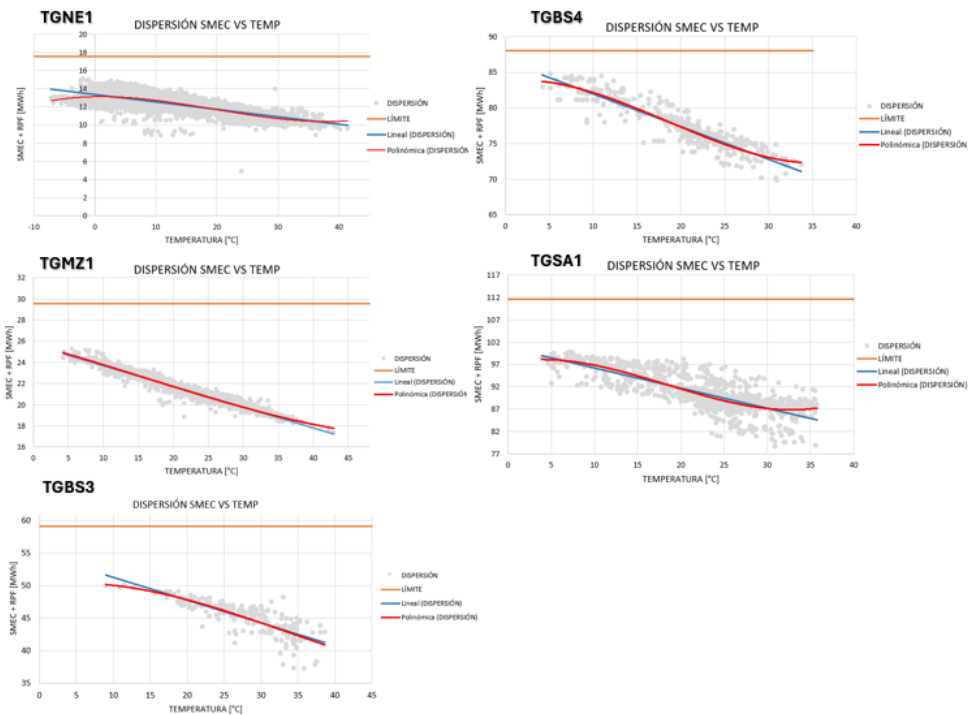 TGNE1
DISPERSIÓN SMEC VS TEMP
SMEC + RPF [MWh]
20
18
16
14
12
10
8
6
4
2
0
-10
0
10
20
30
40
TEMPERATURA [°C]
DISPERSIÓN
LÍMITE
Lineal (DISPERSIÓN)
Polinómica (DISPERSIÓN
TGBS4
DISPERSIÓN SMEC VS TEMP
SMEC + RPF [MWh]
90
85
80
75
70
65
0
5
10
15
20
25
30
35
40
TEMPERATURA [°C]
DISPERSIÓN
LÍMITE
Lineal (DISPERSIÓN)
Polinómica (DISPERSIÓN)
TGMZ1
DISPERSIÓN SMEC VS TEMP
SMEC + RPF [MWh]
32
30
28
26
24
22
20
18
16
0
5
10
15
20
25
30
35
40
45
TEMPERATURA [°C]
DISPERSIÓN
LÍMITE
Lineal (DISPERSIÓN)
Polinómica (DISPERSIÓN
TGSA1
DISPERSIÓN SMEC VS TEMP
SMEC + RPF [MWh]
117
112
107
102
97
92
87
82
77
0
10
20
30
40
TEMPERATURA [°C]
DISPERSIÓN
LÍMITE
Lineal (DISPERSIÓN)
Polinómica (DISPERSIÓN)
TGBS3
DISPERSIÓN SMEC VS TEMP
SMEC + RPF [MWh]
60
55
50
45
40
35
0
5
10
15
20
25
30
35
40
45
TEMPERATURA [°C]
DISPERSIÓN
LÍMITE
Lineal (DISPERSIÓN)
Polinómica (DISPERSIÓN)